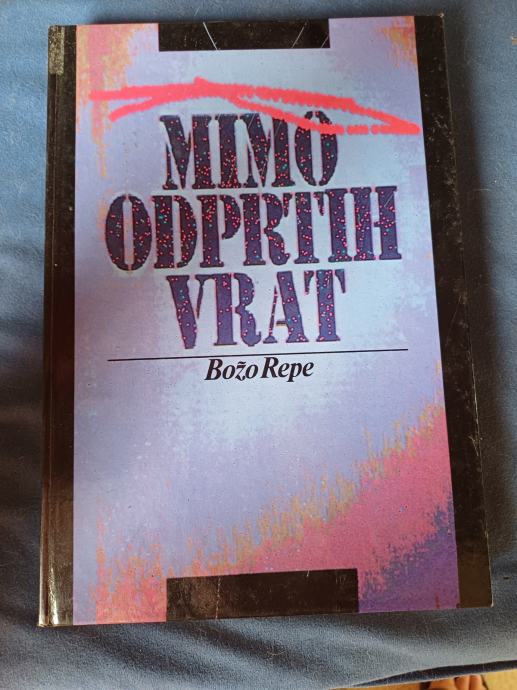 MIMO
ODPRTIH
VRAT
Božo Repe